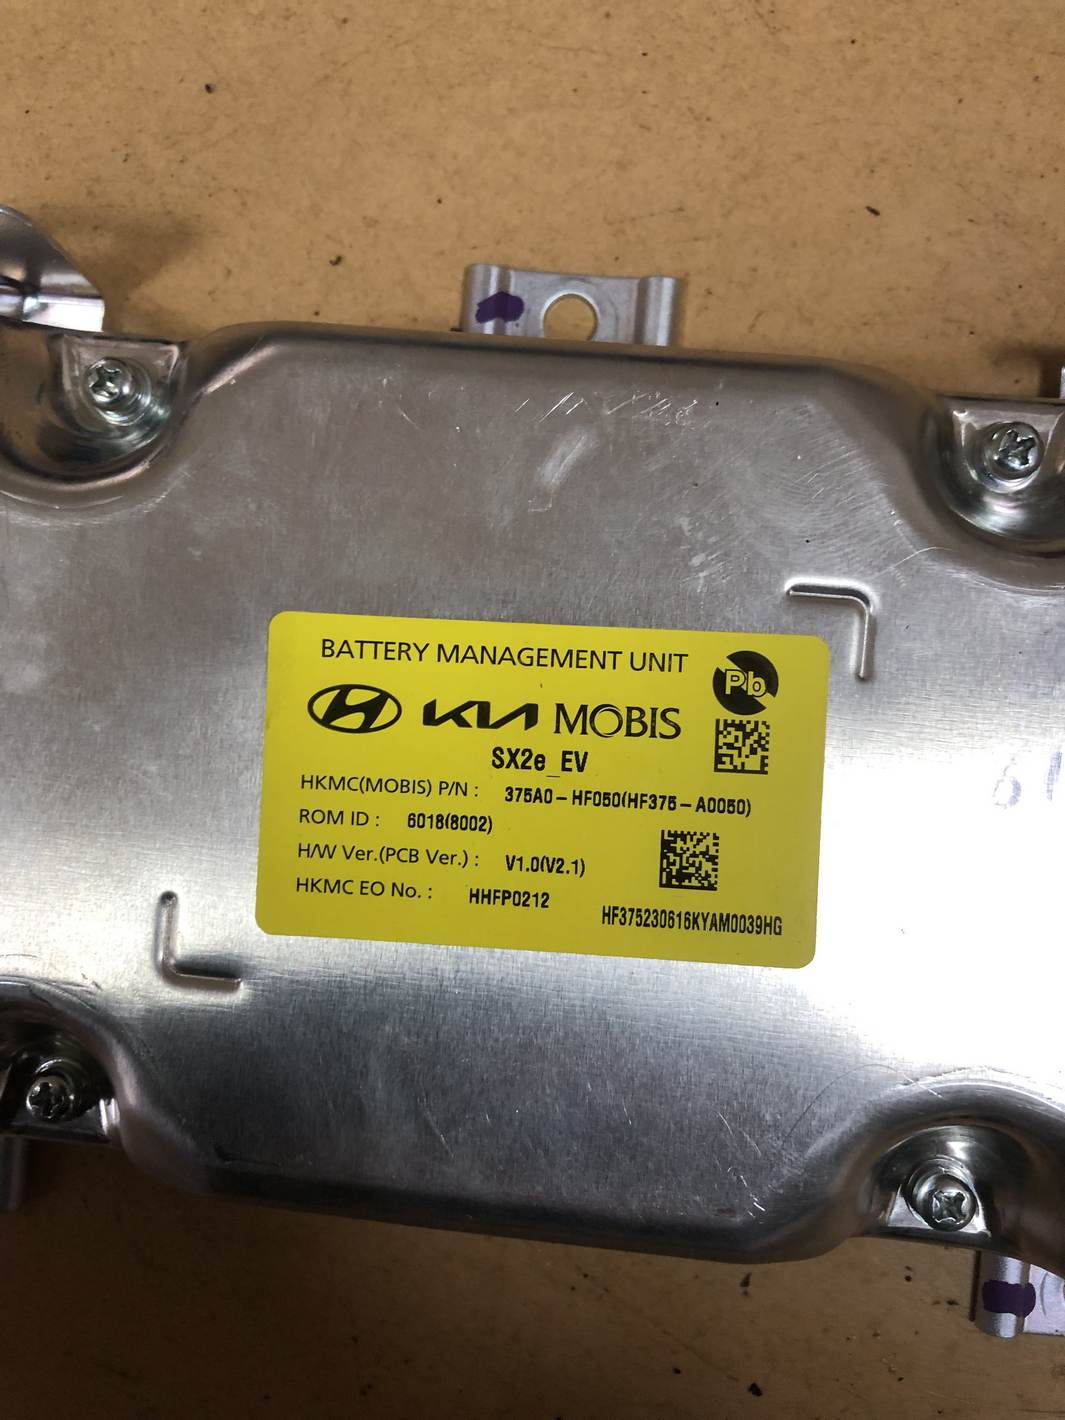 BATTERY MANAGEMENT UNIT
Pb
KIA MOBIS
SX2e_EV
HKMC(MOBIS) P/N : 375A0-HF050(HF375-A0050)
ROM ID : 6018(8002)
H/W Ver.(PCB Ver.) : V1.0(V2.1)
HKMC EO No. : HHFP0212
HF375230616KYAM0039HG